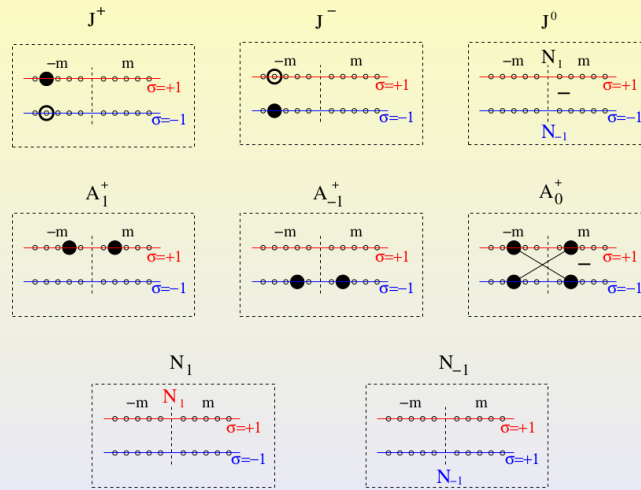 J⁺ J⁻ J⁰
−m m −m m −m N₁ m
σ=+1 σ=+1 σ=+1
−
σ=−1 σ=−1 N₋₁ σ=−1
A₁⁺ A₋₁⁺ A₀⁺
−m m −m m −m m
σ=+1 σ=+1 − σ=+1
σ=−1 σ=−1 σ=−1
N₁ N₋₁
−m N₁ m −m m
σ=+1 σ=+1
σ=−1 σ=+1
N₋₁